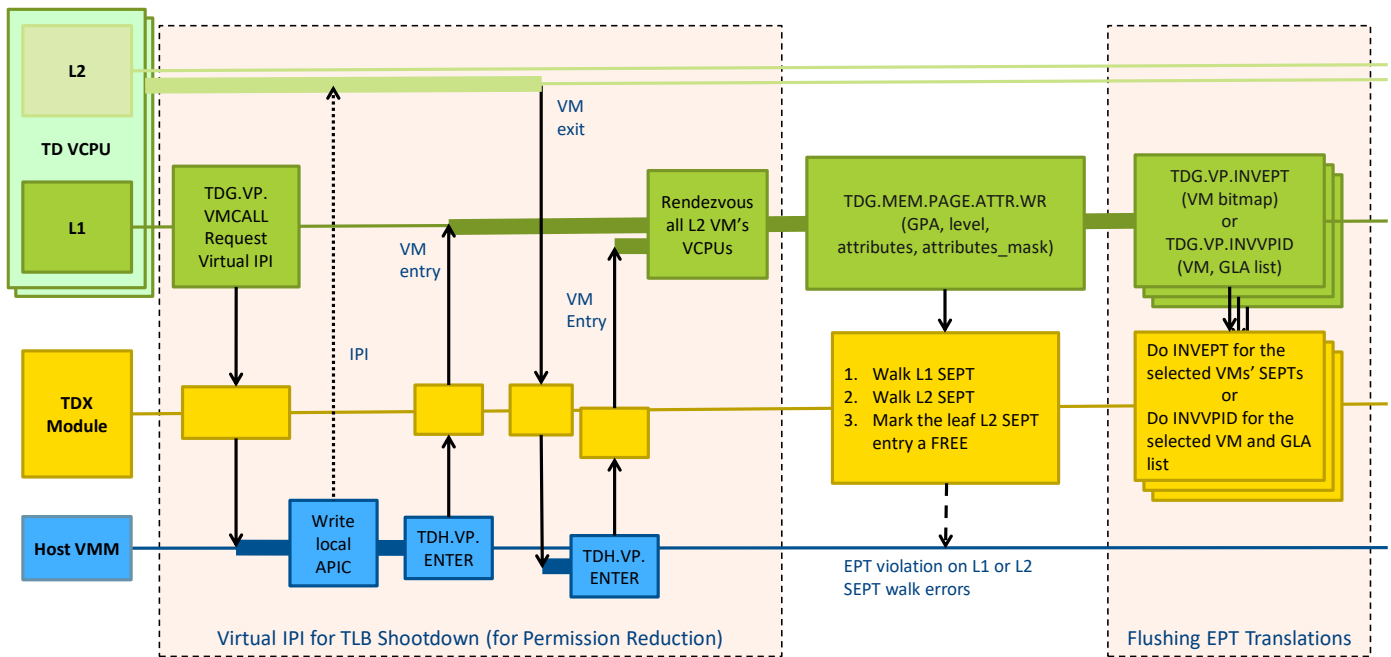 L2
TD VCPU
L1
TDG.VP.
VMCALL
Request
Virtual IPI
VM
exit
VM
entry
VM
Entry
IPI
Rendezvous
all L2 VM's
VCPUs
TDG.MEM.PAGE.ATTR.WR
(GPA, level,
attributes, attributes_mask)
TDG.VP.INVEPT
(VM bitmap)
or
TDG.VP.INVVPID
(VM, GLA list)
TDX
Module
1. Walk L1 SEPT
2. Walk L2 SEPT
3. Mark the leaf L2 SEPT
entry a FREE
Do INVEPT for the
selected VMs' SEPTs
or
Do INVVPID for the
selected VM and GLA
list
Host VMM
Write
local
APIC
TDH.VP.
ENTER
TDH.VP.
ENTER
EPT violation on L1 or L2
SEPT walk errors
Virtual IPI for TLB Shootdown (for Permission Reduction)
Flushing EPT Translations